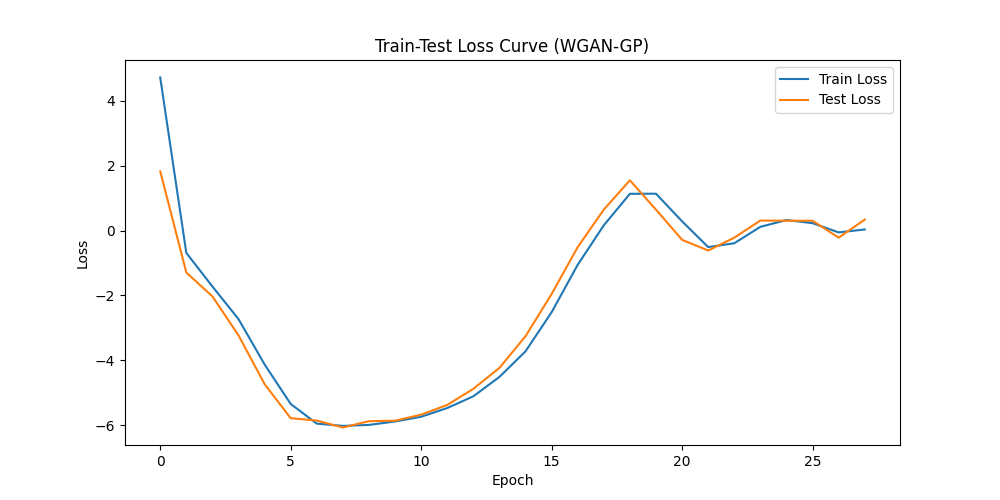 Train-Test Loss Curve (WGAN-GP)
Train Loss
Test Loss
4
2
0
−2
−4
−6
Loss
0 5 10 15 20 25
Epoch